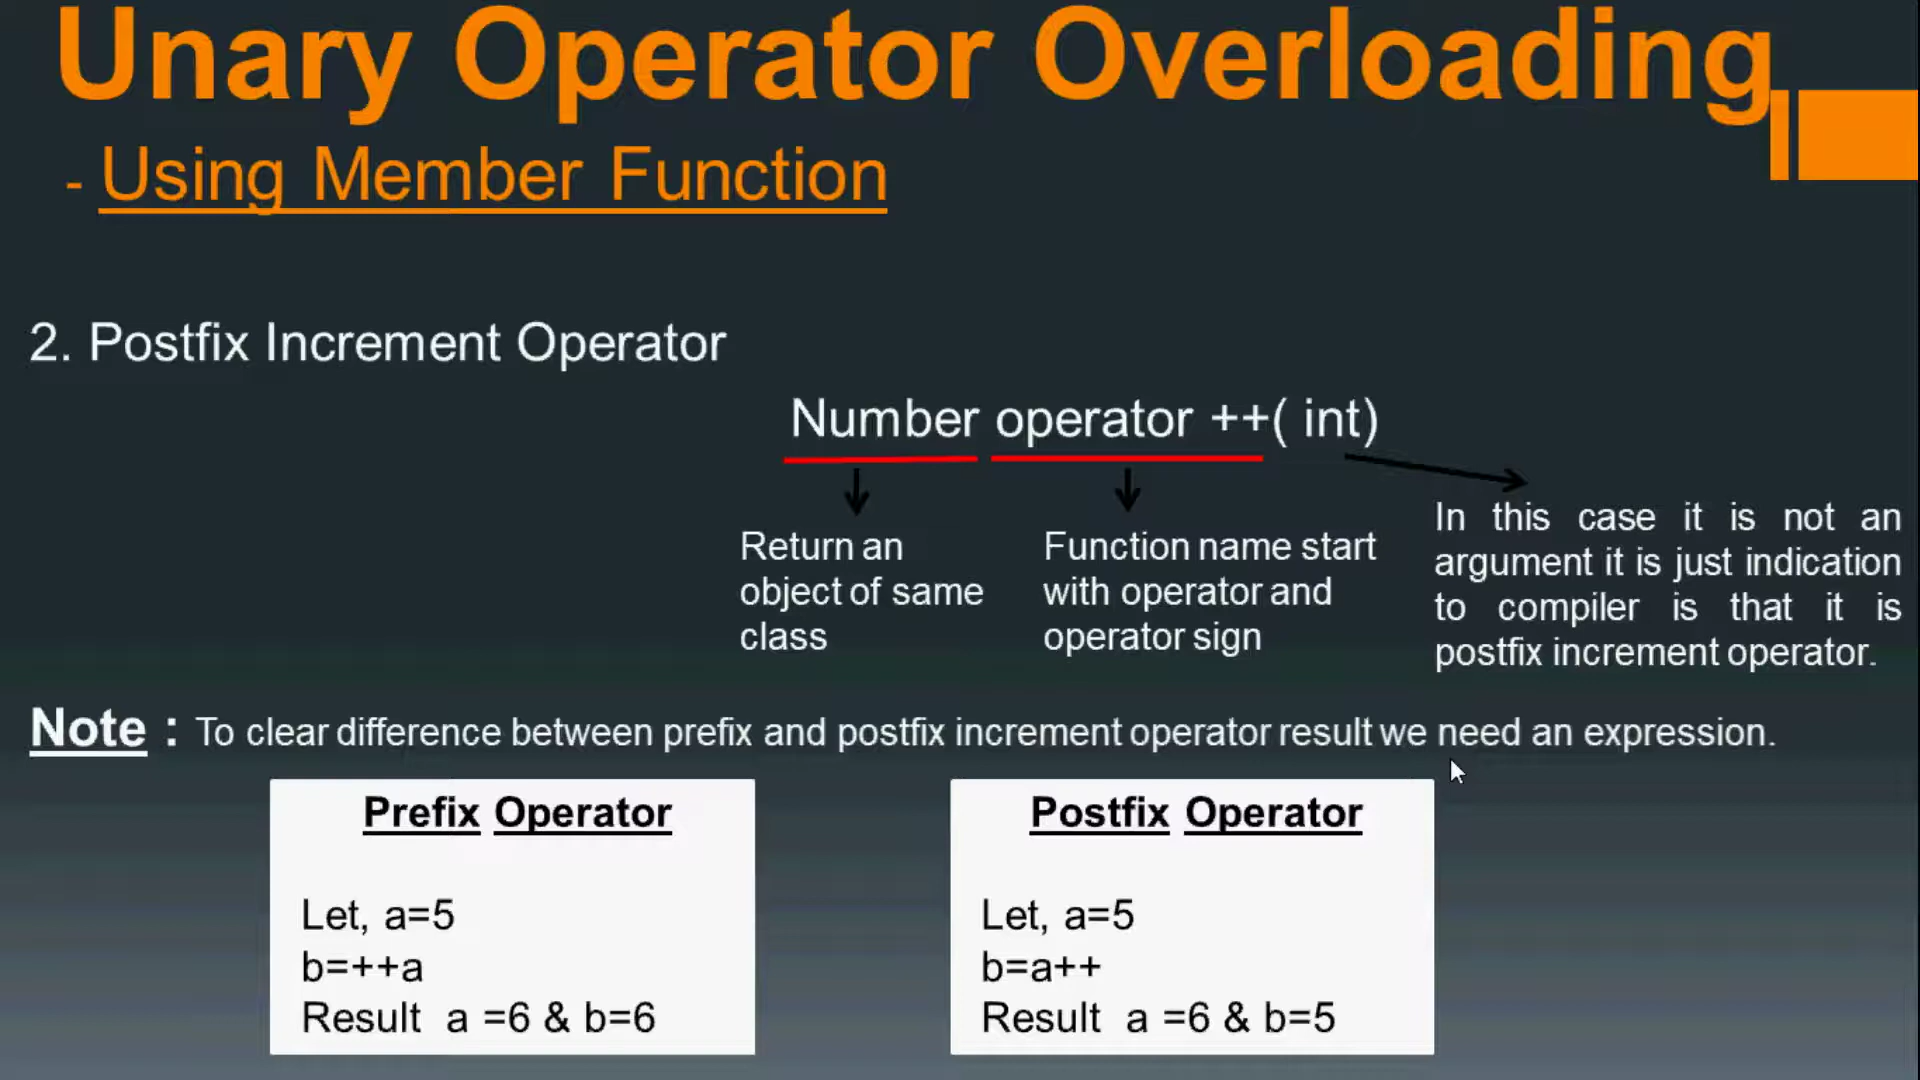 Unary Operator Overloading
- Using Member Function
2. Postfix Increment Operator
Number operator ++( int)
Return an
object of same
class
Function name start
with operator and
operator sign
In this case it is not an
argument it is just indication
to compiler is that it is
postfix increment operator.
Note : To clear difference between prefix and postfix increment operator result we need an expression.
Prefix Operator
Let, a=5
b=++a
Result a =6 & b=6
Postfix Operator
Let, a=5
b=a++
Result a =6 & b=5